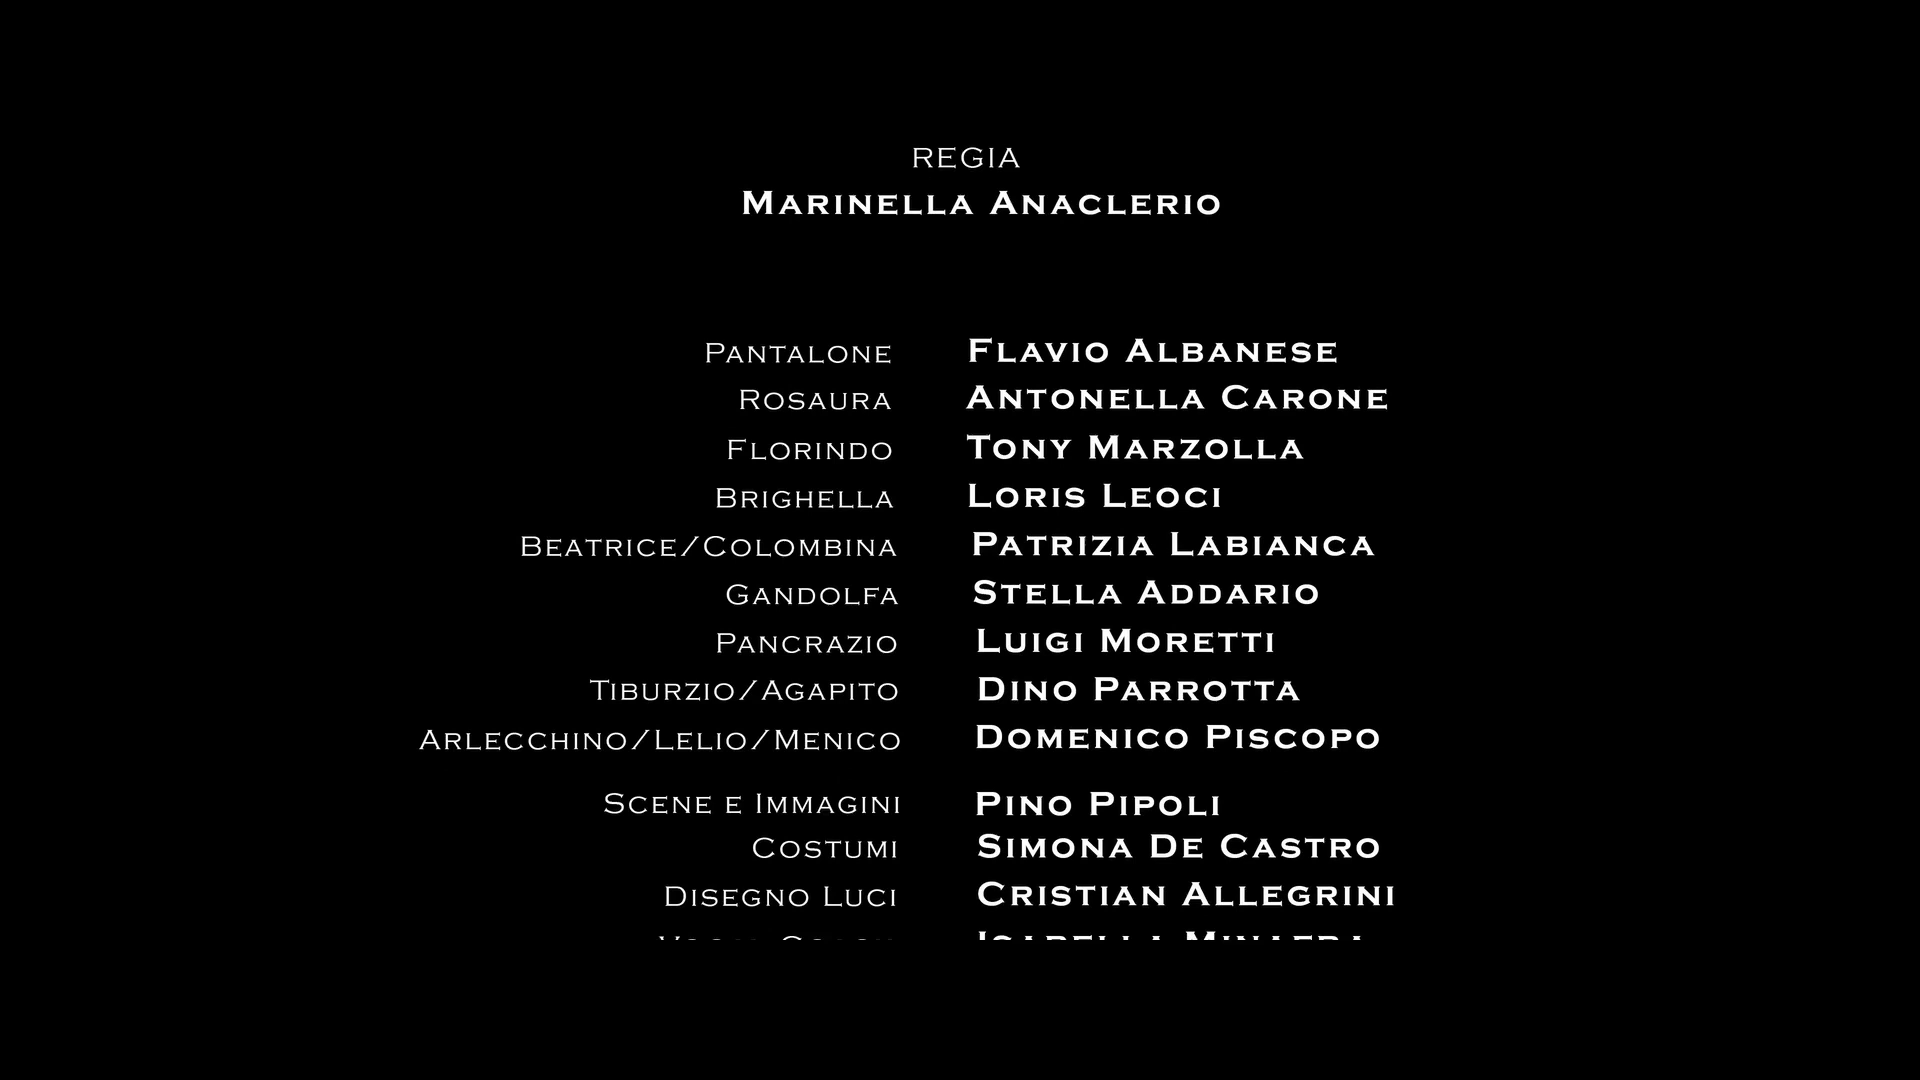 REGIA
MARINELLA ANACLERIO
PANTALONE FLAVIO ALBANESE
ROSAURA ANTONELLA CARONE
FLORINDO TONY MARZOLLA
BRIGHELLA LORIS LEOCI
BEATRICE/COLOMBINA PATRIZIA LABIANCA
GANDOLFA STELLA ADDARIO
PANCRAZIO LUIGI MORETTI
TIBURZIO/AGAPITO DINO PARROTTA
ARLECCHINO/LELIO/MENICO DOMENICO PISCOPO
SCENE E IMMAGINI PINO PIPOLI
COSTUMI SIMONA DE CASTRO
DISEGNO LUCI CRISTIAN ALLEGRINI